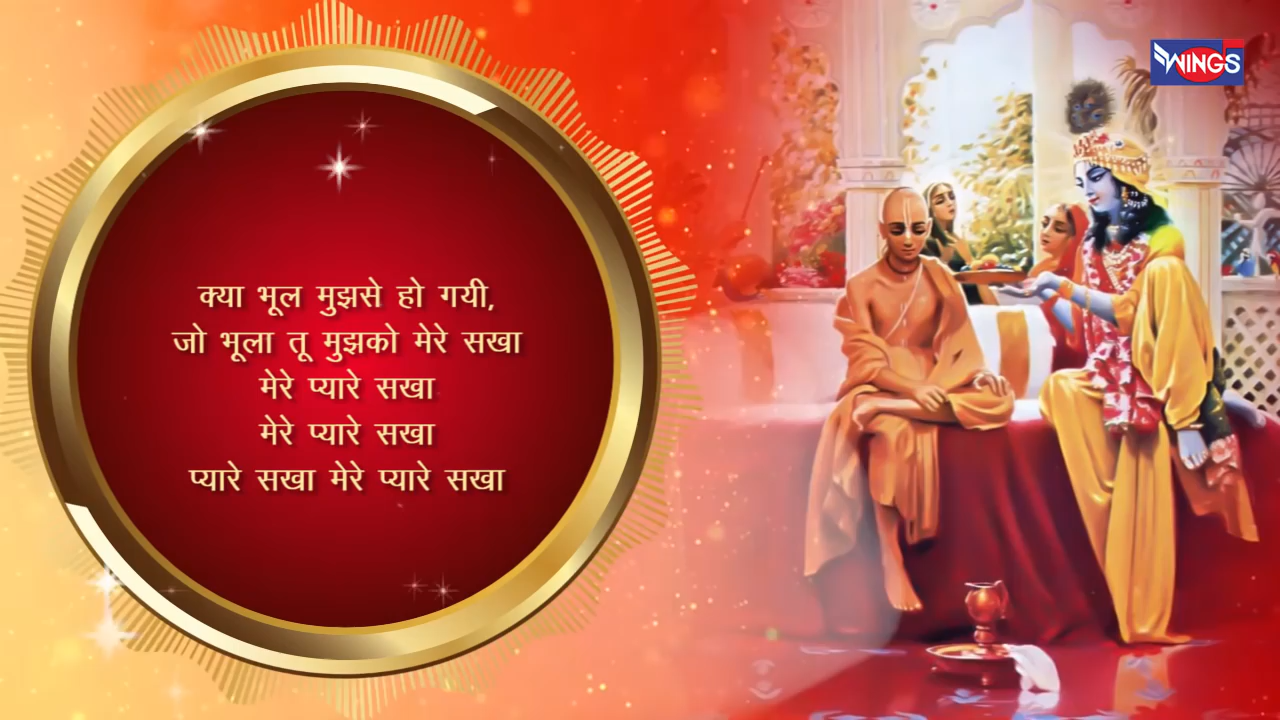 क्या भूल मुझसे हो गयी,
जो भूला तू मुझको मेरे सखा
मेरे प्यारे सखा
मेरे प्यारे सखा
प्यारे सखा मेरे प्यारे सखा
WINGS